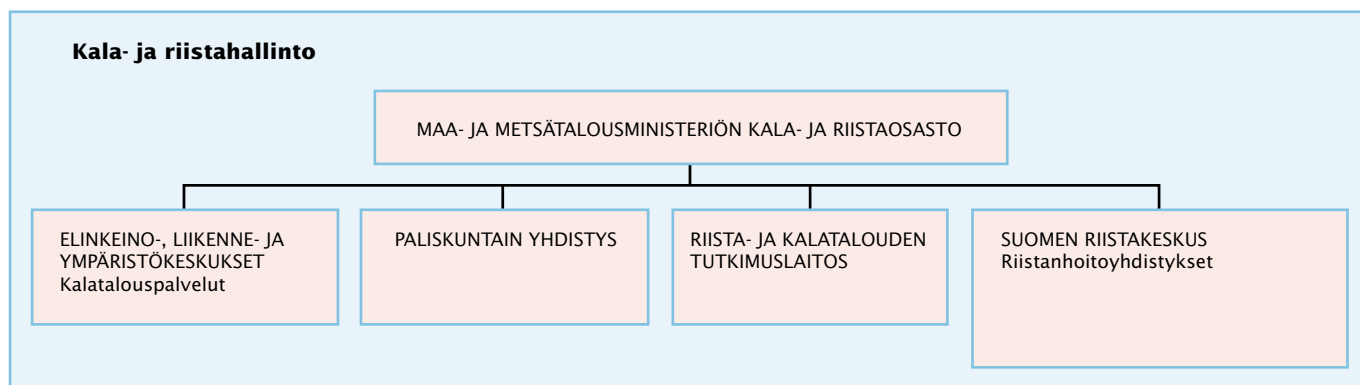 Kala- ja riistahallinto
MAA- JA METSÄTALOUSMINISTERIÖN KALA- JA RIISTAOSASTO
ELINKEINO-, LIIKENNE- JA
YMPÄRISTÖKESKUKSET
Kalatalouspalvelut
PALISKUNTAIN YHDISTYS
RIISTA- JA KALATALOUDEN
TUTKIMUSLAITOS
SUOMEN RIISTAKESKUS
Riistanhoitoyhdistykset